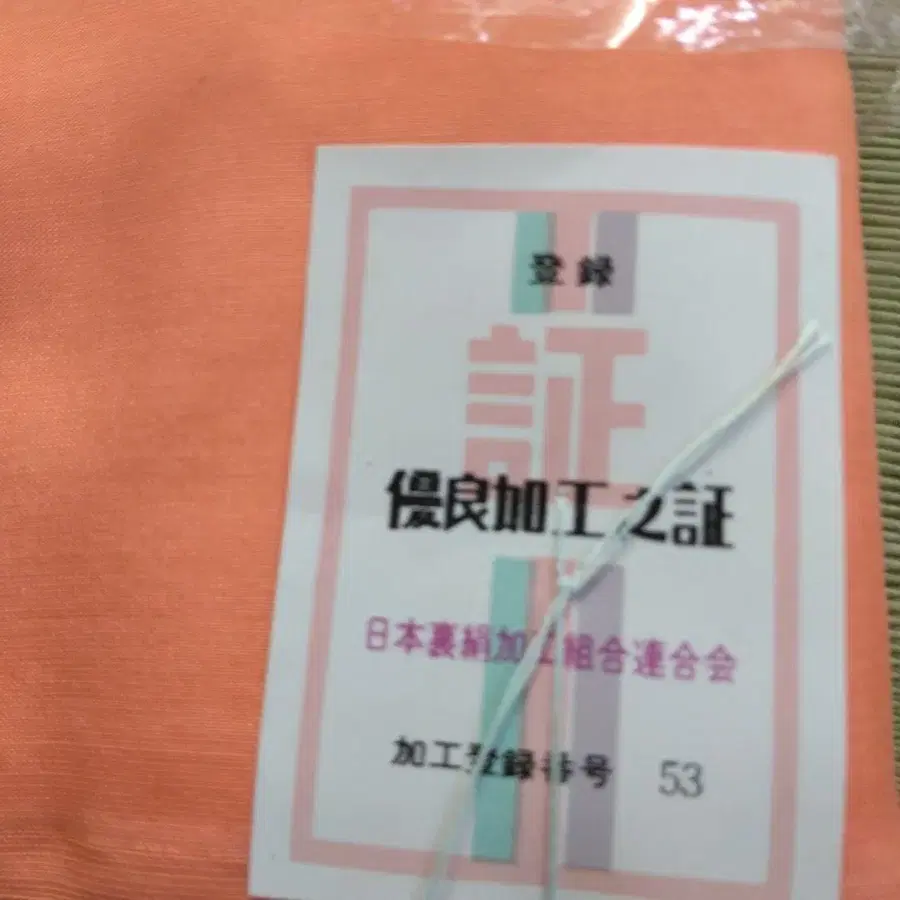 登録
証
優良加工之証
日本裏絹加工組合連合会
加工登録番号 53